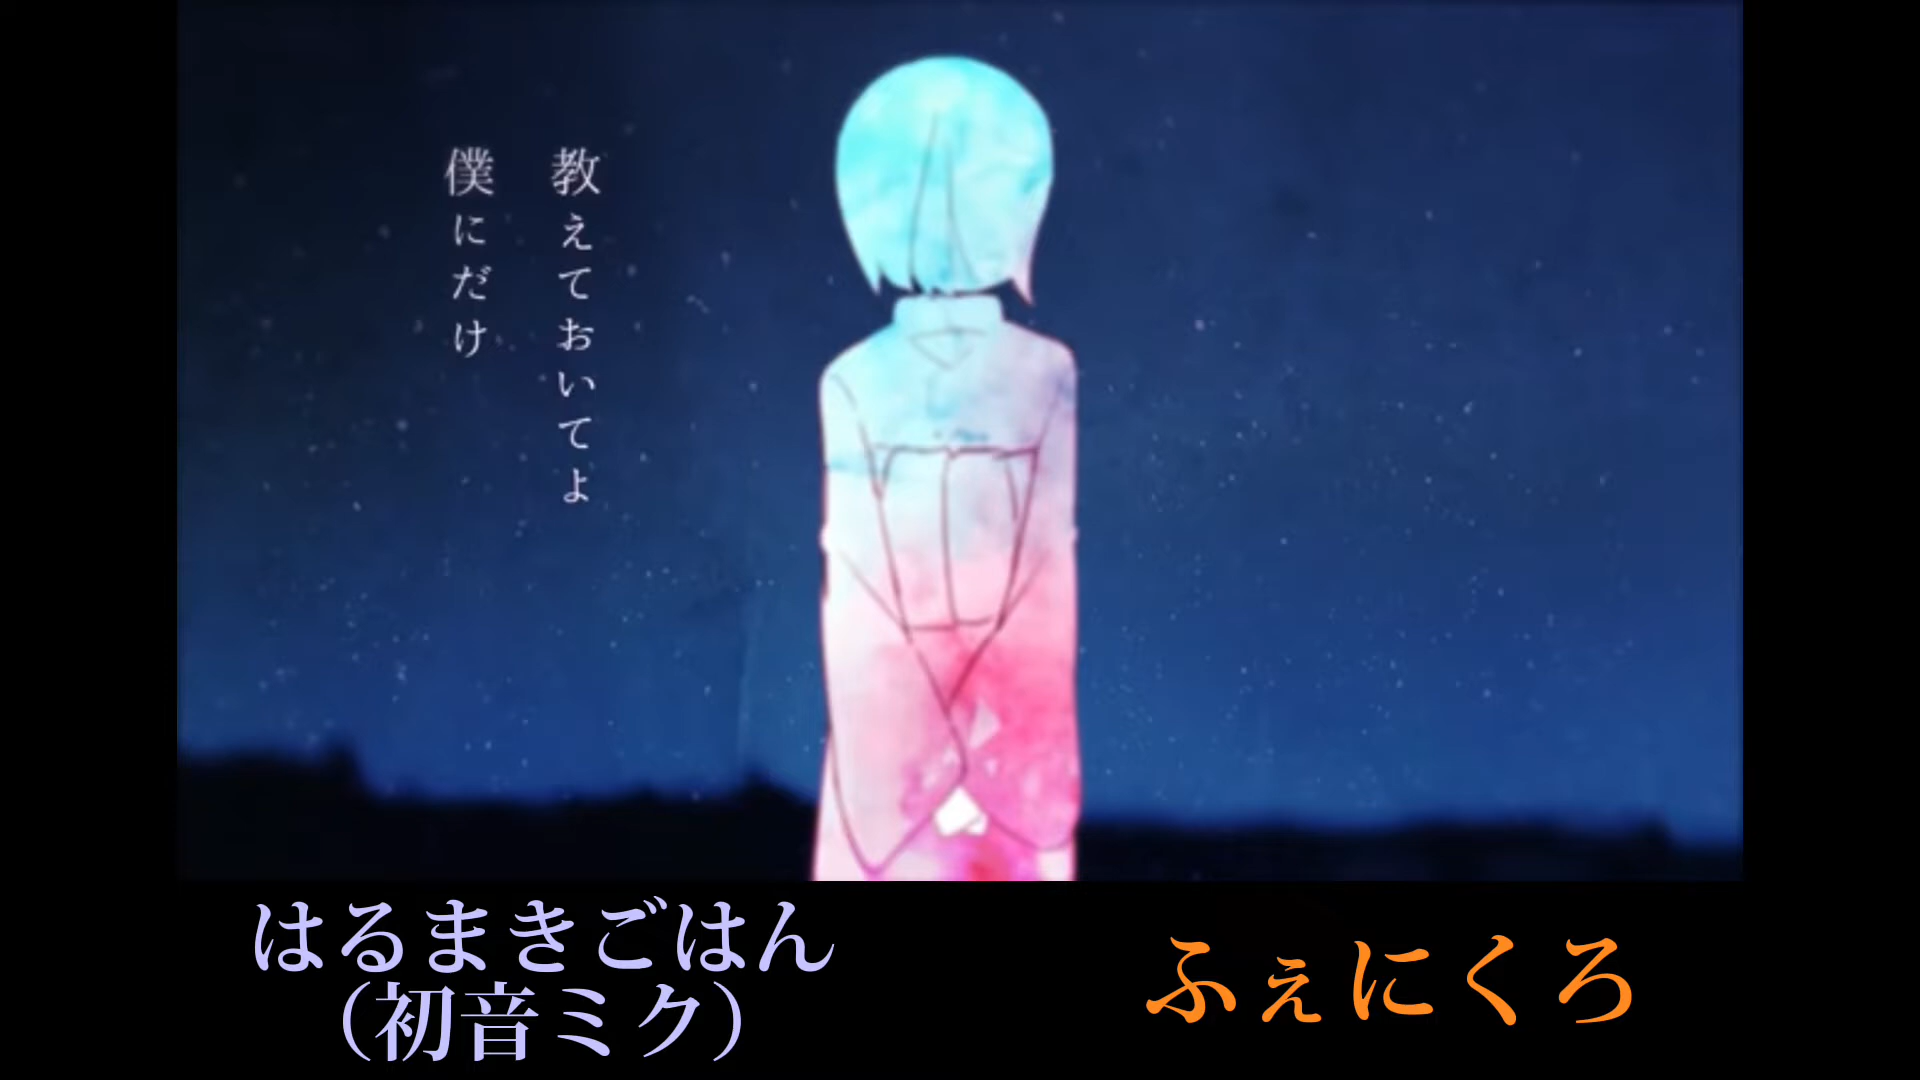 教えておいてよ
僕にだけ
はるまきごはん
（初音ミク）
ふぇにくろ